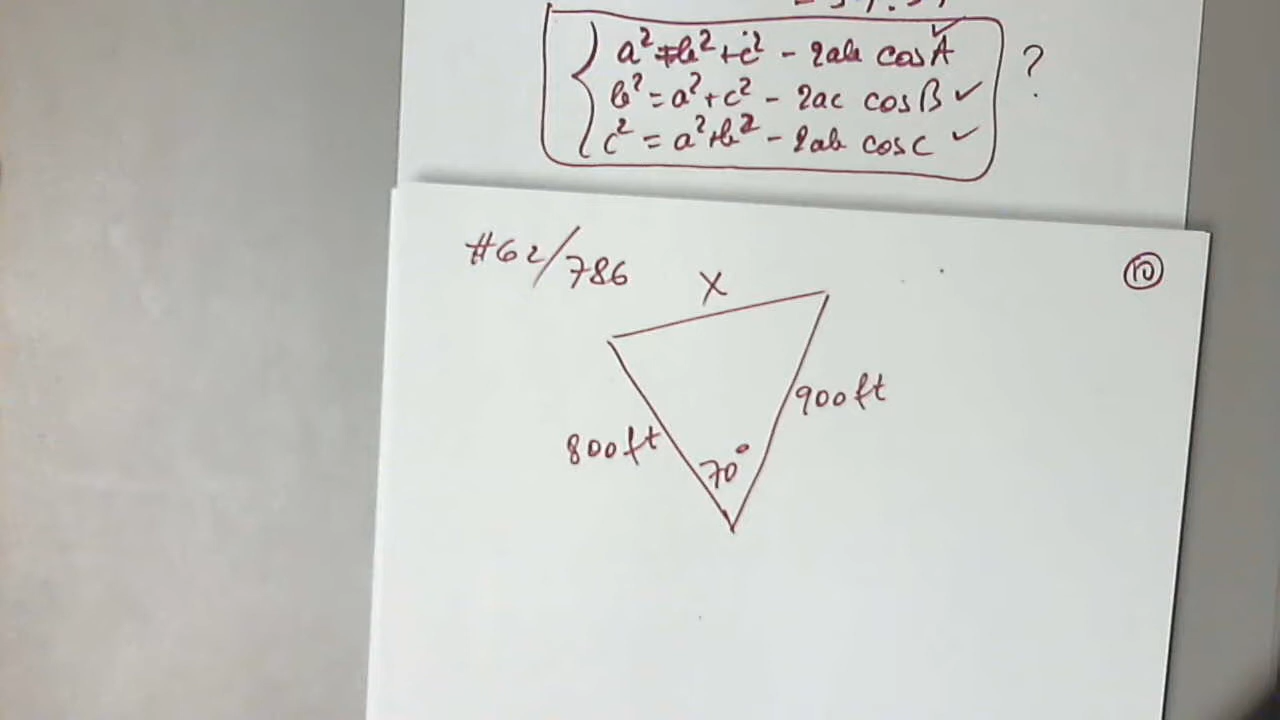 a² = b² + c² - 2ab cos A
?
b² = a² + c² - 2ac cos B ✓
c² = a² + b² - 2ab cos C ✓
#62/786
10
x
900ft
800ft
70°